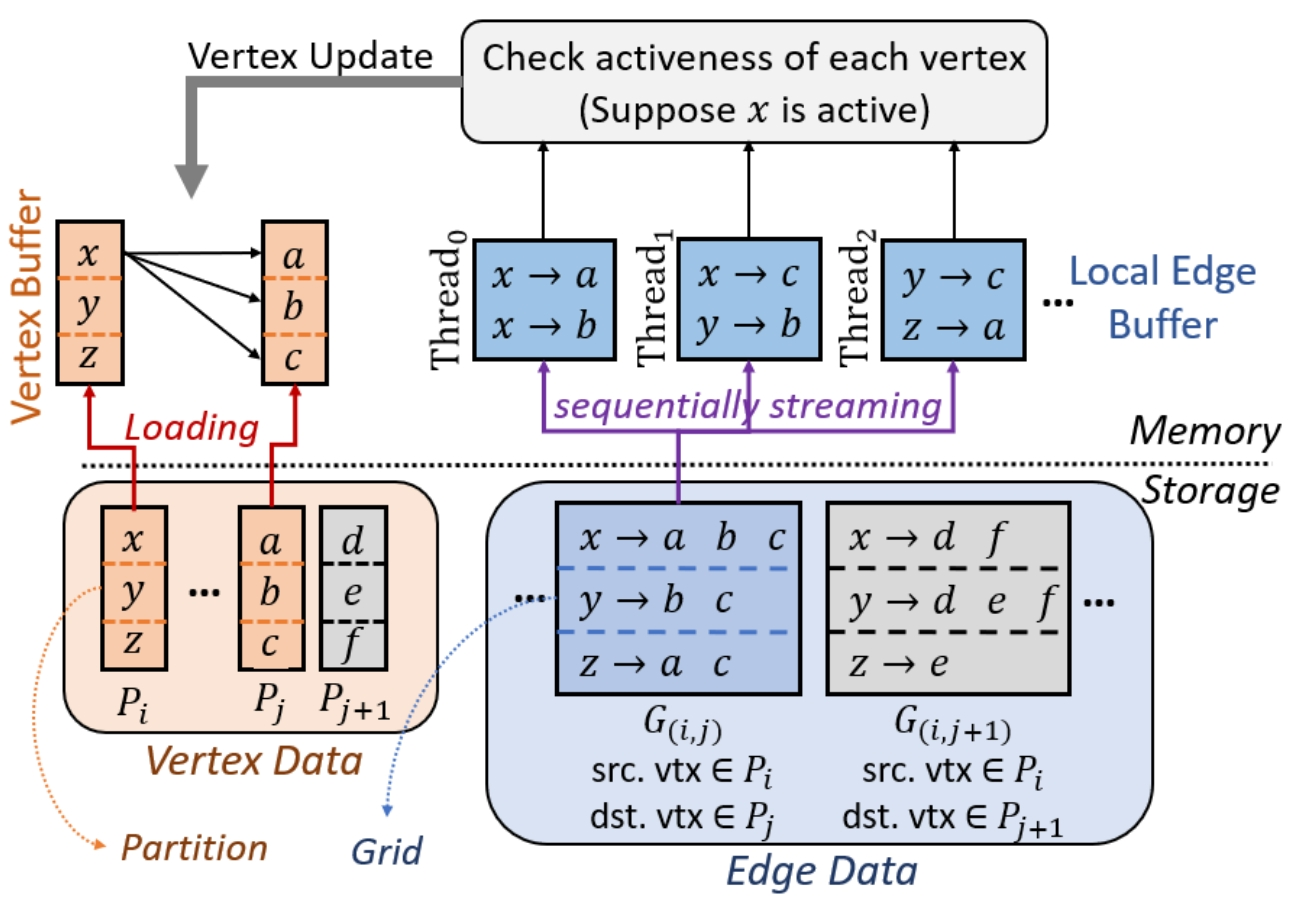 Vertex Update
Check activeness of each vertex
(Suppose x is active)
Vertex Buffer
x
y
z
a
b
c
Thread0
x → a
x → b
Thread1
x → c
y → b
Thread2
y → c
z → a
...
Local Edge
Buffer
Loading
sequentially streaming
Memory
Storage
x
y
z
Pi
...
a
b
c
Pj
d
e
f
Pj+1
Vertex Data
Partition
...
x → a b c
y → b c
z → a c
G(i,j)
src. vtx ∈ Pi
dst. vtx ∈ Pj
x → d f
y → d e f
z → e
...
G(i,j+1)
src. vtx ∈ Pi
dst. vtx ∈ Pj+1
Grid
Edge Data